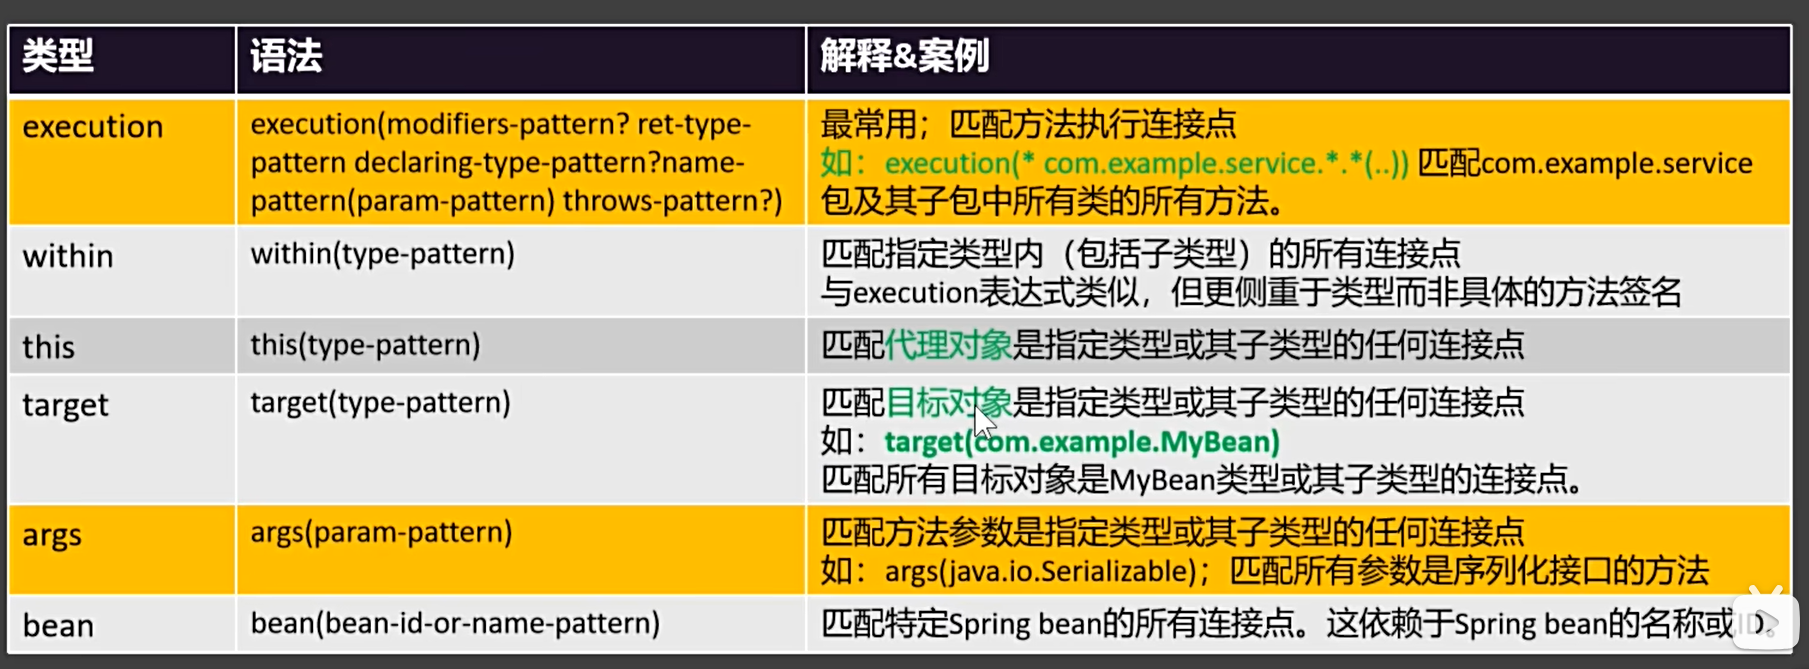 类型
语法
解释&案例
execution
execution(modifiers-pattern? ret-type-
pattern declaring-type-pattern?name-
pattern(param-pattern) throws-pattern?)
最常用；匹配方法执行连接点
如：execution(* com.example.service.*.*(..)) 匹配com.example.service
包及其子包中所有类的所有方法。
within
within(type-pattern)
匹配指定类型内（包括子类型）的所有连接点
与execution表达式类似，但更侧重于类型而非具体的方法签名
this
this(type-pattern)
匹配代理对象是指定类型或其子类型的任何连接点
target
target(type-pattern)
匹配目标对象是指定类型或其子类型的任何连接点
如：target(com.example.MyBean)
匹配所有目标对象是MyBean类型或其子类型的连接点。
args
args(param-pattern)
匹配方法参数是指定类型或其子类型的任何连接点
如：args(java.io.Serializable)；匹配所有参数是序列化接口的方法
bean
bean(bean-id-or-name-pattern)
匹配特定Spring bean的所有连接点。这依赖于Spring bean的名称或ID。